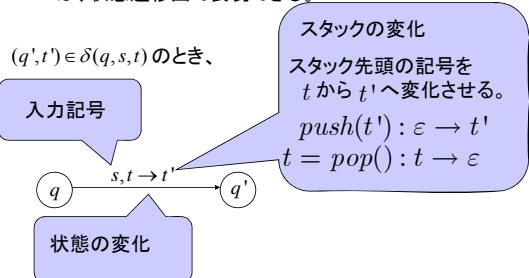 は、状態遷移図で表現できる。
(q',t')∈δ(q,s,t) のとき、
スタックの変化
スタック先頭の記号を
t から t' へ変化させる。
push(t') : ε → t'
t = pop() : t → ε
入力記号
s,t → t'
q
q'
状態の変化